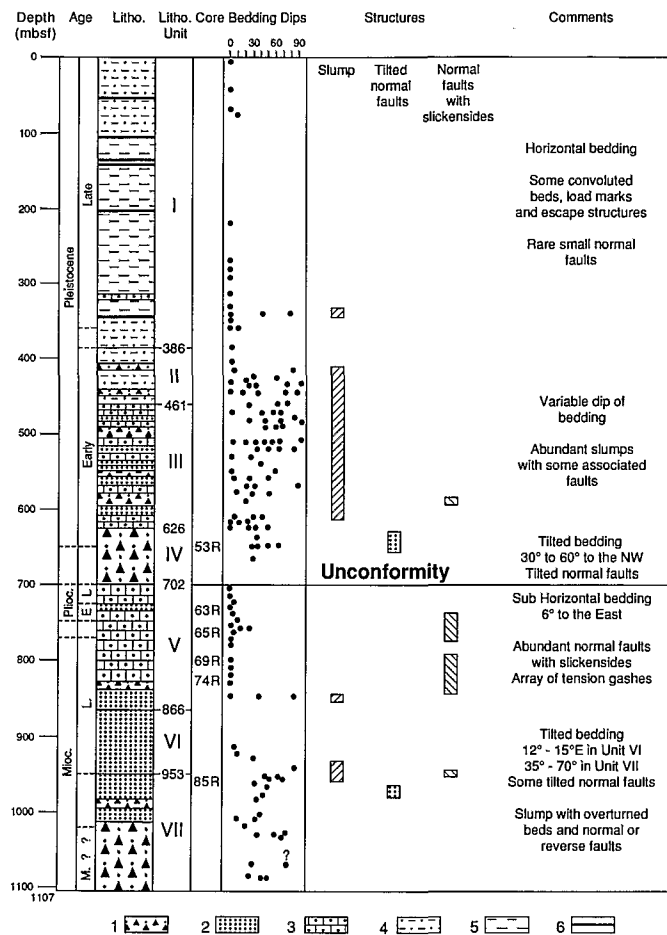 Depth Age Litho. Litho. Core Bedding Dips Structures Comments
(mbsf) Unit
0 30 60 90
0
Slump Tilted normal faults Normal faults with slickensides
100
Horizontal bedding
Some convoluted
beds, load marks
and escape structures
Rare small normal
faults
Late
I
200
Pleistocene
300
386
400
II
461
Variable dip of
bedding
Abundant slumps
with some associated
faults
500
Early
III
600
626
IV 53R
Tilted bedding
30° to 60° to the NW
Tilted normal faults
Unconformity
700
702
Plioc. L
E
63R
65R
V
69R
74R
Sub Horizontal bedding
6° to the East
Abundant normal faults
with slickensides
Array of tension gashes
800
L.
866
900
VI
Mioc.
953
85R
Tilted bedding
12° - 15°E in Unit VI
35° - 70° in Unit VII
Some tilted normal faults
1000
VII
Slump with overturned
beds and normal or
reverse faults
M. ? ?
?
1100
1107
1 2 3 4 5 6